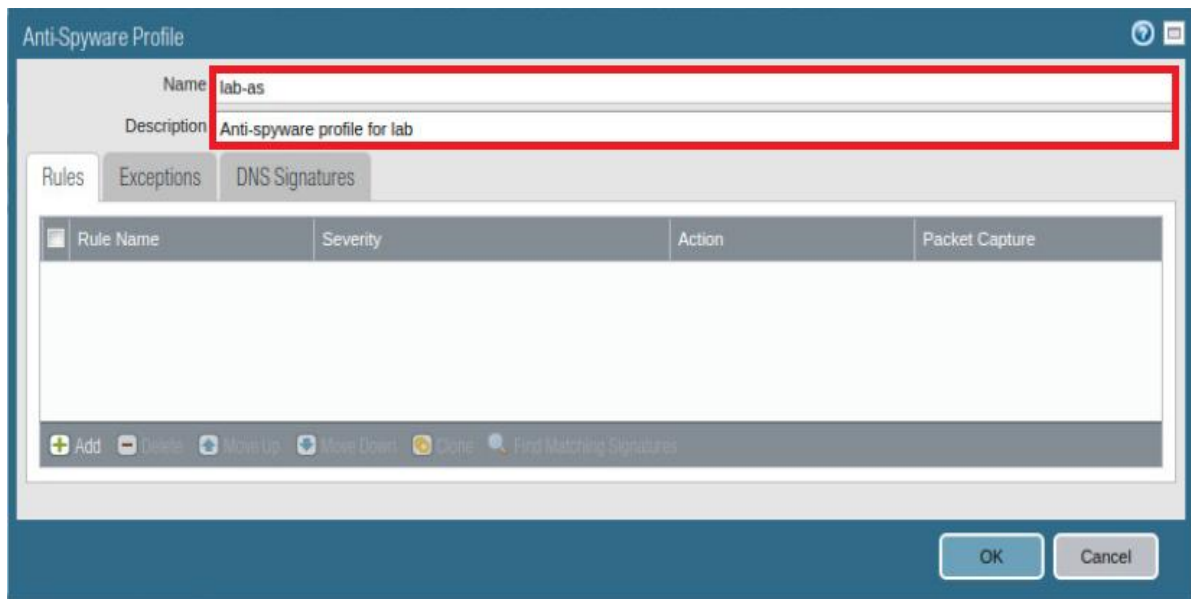 Anti-Spyware Profile
Name lab-as
Description Anti-spyware profile for lab
Rules Exceptions DNS Signatures
Rule Name Severity Action Packet Capture
Add Delete Move Up Move Down Clone Find Matching Signatures
OK Cancel